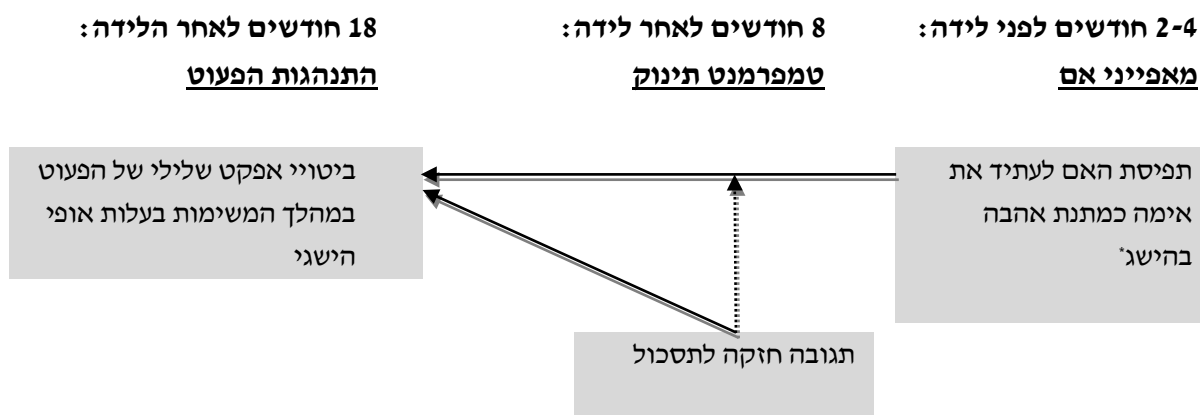 2-4 חודשים לפני לידה:
מאפייני אם
8 חודשים לאחר לידה:
טמפרמנט תינוק
18 חודשים לאחר הלידה:
התנהגות הפעוט
תפיסת האם לעתיד את
אימה כמתנת אהבה
בהישג*
ביטויי אפקט שלילי של הפעוט
במהלך המשימות בעלות אופי
הישגי
תגובה חזקה לתסכול